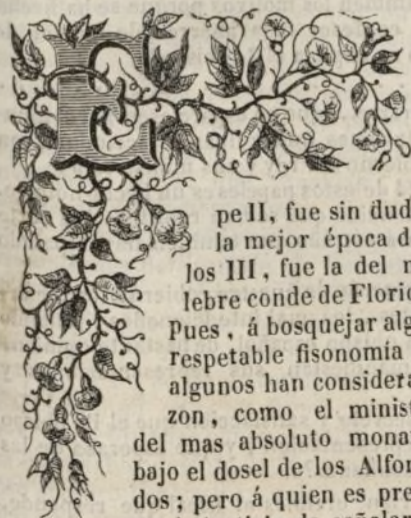 E
pe II, fue sin dud
la mejor época d
los III, fue la del
lebre conde de Floric
Pues, á bosquejar alg
respetable fisonomía
algunos han considera
zon, como el minist
del mas absoluto mona
bajo el dosel de los Alfon
dos; pero á quien es pre